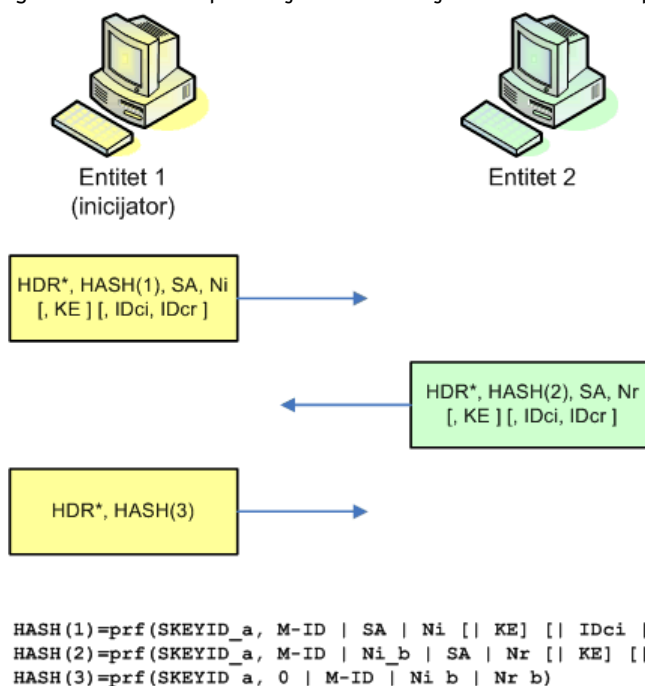 Entitet 1
(inicijator)
Entitet 2
HDR*, HASH(1), SA, Ni
[, KE ] [, IDci, IDcr ]
HDR*, HASH(2), SA, Nr
[, KE ] [, IDci, IDcr ]
HDR*, HASH(3)
HASH(1)=prf(SKEYID_a, M-ID | SA | Ni [| KE] [| IDci |
HASH(2)=prf(SKEYID_a, M-ID | Ni_b | SA | Nr [| KE] [|
HASH(3)=prf(SKEYID_a, 0 | M-ID | Ni_b | Nr_b)